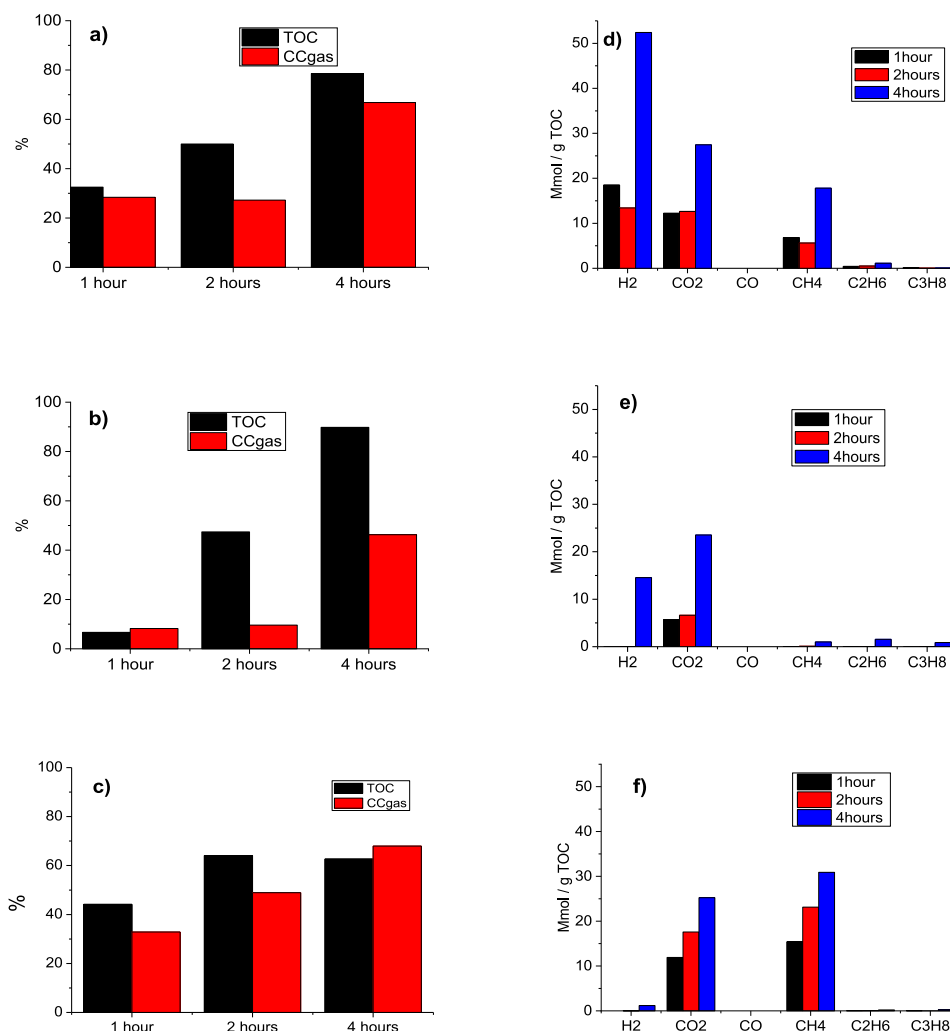 a)
TOC
CCgas
%
100
80
60
40
20
0
1 hour
2 hours
4 hours
d)
1hour
2hours
4hours
Mmol / g TOC
50
40
30
20
10
0
H2
CO2
CO
CH4
C2H6
C3H8
b)
TOC
CCgas
%
100
80
60
40
20
0
1 hour
2 hours
4 hours
e)
1hour
2hours
4hours
Mmol / g TOC
50
40
30
20
10
0
H2
CO2
CO
CH4
C2H6
C3H8
c)
TOC
CCgas
%
100
80
60
40
20
0
1 hour
2 hours
4 hours
f)
1hour
2hours
4hours
Mmol / g TOC
50
40
30
20
10
0
H2
CO2
CO
CH4
C2H6
C3H8